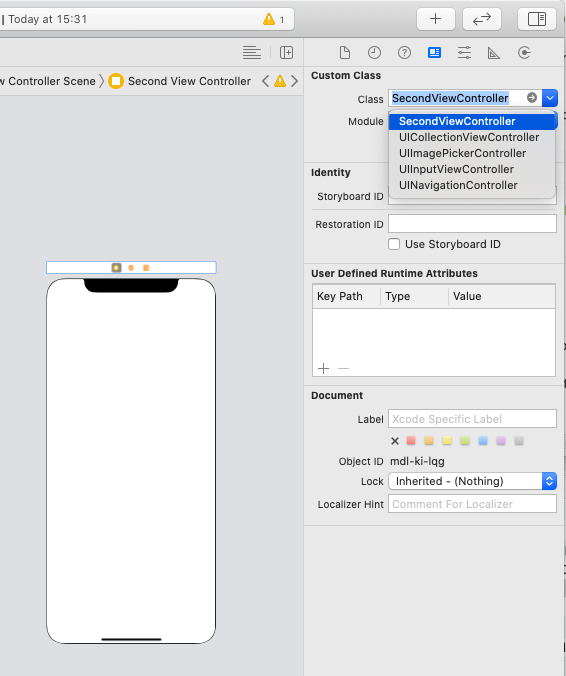 Today at 15:31
1
w Controller Scene
Second View Controller
Custom Class
Class
SecondViewController
Module
SecondViewController
UICollectionViewController
UIImagePickerController
UIInputViewController
UINavigationController
Identity
Storyboard ID
Restoration ID
Use Storyboard ID
User Defined Runtime Attributes
Key Path
Type
Value
Document
Label
Xcode Specific Label
Object ID
mdl-ki-lqg
Lock
Inherited - (Nothing)
Localizer Hint
Comment For Localizer